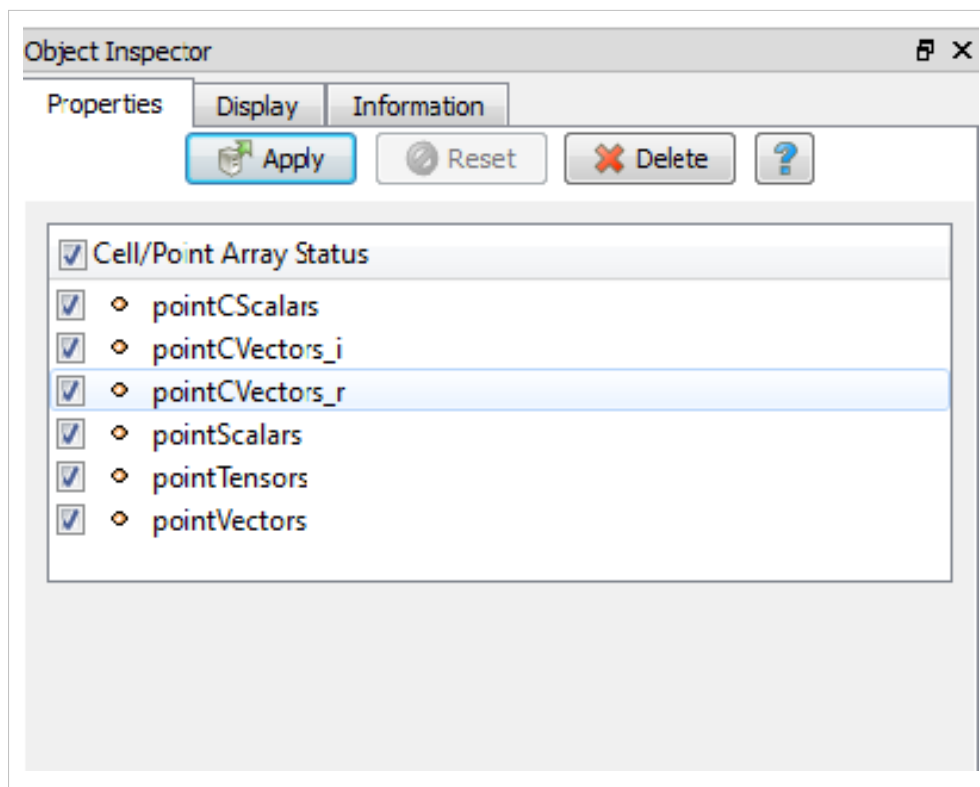 Object Inspector
Properties Display Information
Apply Reset Delete ?
Cell/Point Array Status
pointCScalars
pointCVectors_i
pointCVectors_r
pointScalars
pointTensors
pointVectors